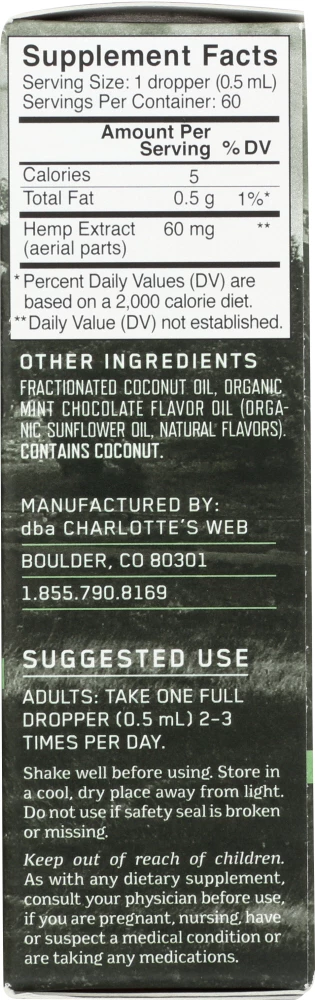 Supplement Facts
Serving Size: 1 dropper (0.5 mL)
Servings Per Container: 60
Amount Per
Serving % DV
Calories 5
Total Fat 0.5 g 1%*
Hemp Extract 60 mg **
(aerial parts)
* Percent Daily Values (DV) are
based on a 2,000 calorie diet.
** Daily Value (DV) not established.
OTHER INGREDIENTS
FRACTIONATED COCONUT OIL, ORGANIC
MINT CHOCOLATE FLAVOR OIL (ORGA-
NIC SUNFLOWER OIL, NATURAL FLAVORS).
CONTAINS COCONUT.
MANUFACTURED BY:
dba CHARLOTTE'S WEB
BOULDER, CO 80301
1.855.790.8169
SUGGESTED USE
ADULTS: TAKE ONE FULL
DROPPER (0.5 mL) 2–3
TIMES PER DAY.
Shake well before using. Store in
a cool, dry place away from light.
Do not use if safety seal is broken
or missing.
Keep out of reach of children.
As with any dietary supplement,
consult your physician before use,
if you are pregnant, nursing, have
or suspect a medical condition or
are taking any medications.